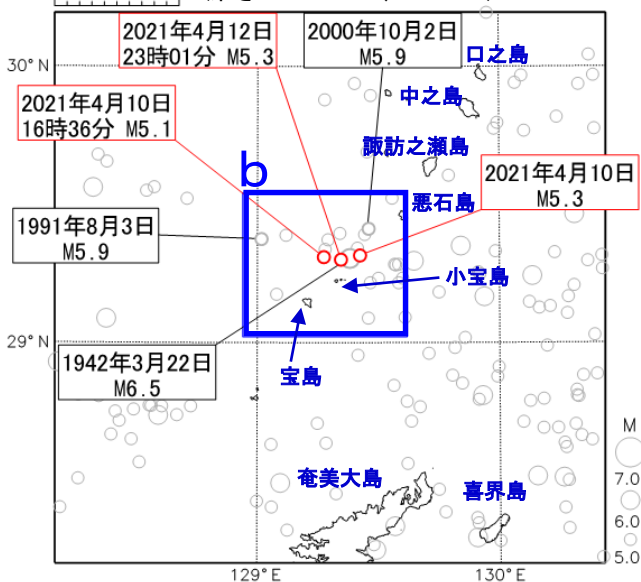 2021年4月12日
23時01分 M5.3
2000年10月2日
M5.9
口之島
30°N
中之島
2021年4月10日
16時36分 M5.1
諏訪之瀬島
b
2021年4月10日
M5.3
悪石島
1991年8月3日
M5.9
小宝島
29°N
1942年3月22日
M6.5
宝島
M
奄美大島
喜界島
7.0
6.0
5.0
129°E
130°E